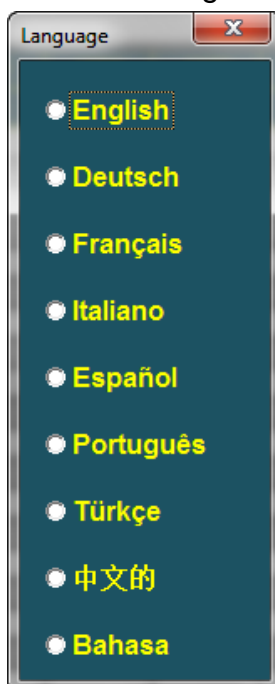 Language
English
Deutsch
Français
Italiano
Español
Português
Türkçe
中文的
Bahasa